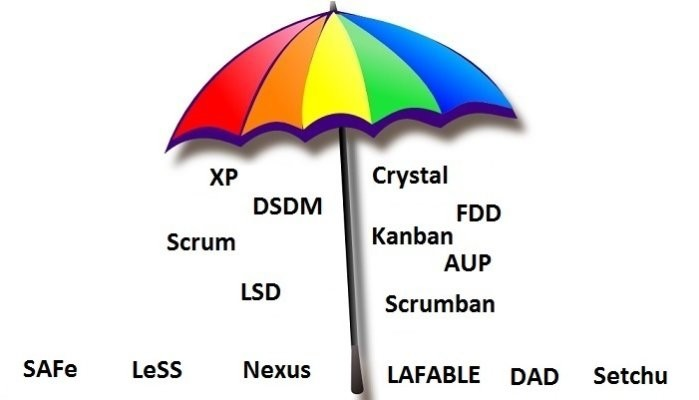 XP
Crystal
DSDM
FDD
Scrum
Kanban
AUP
LSD
Scrumban
SAFe
LeSS
Nexus
LAFABLE
DAD
Setchu